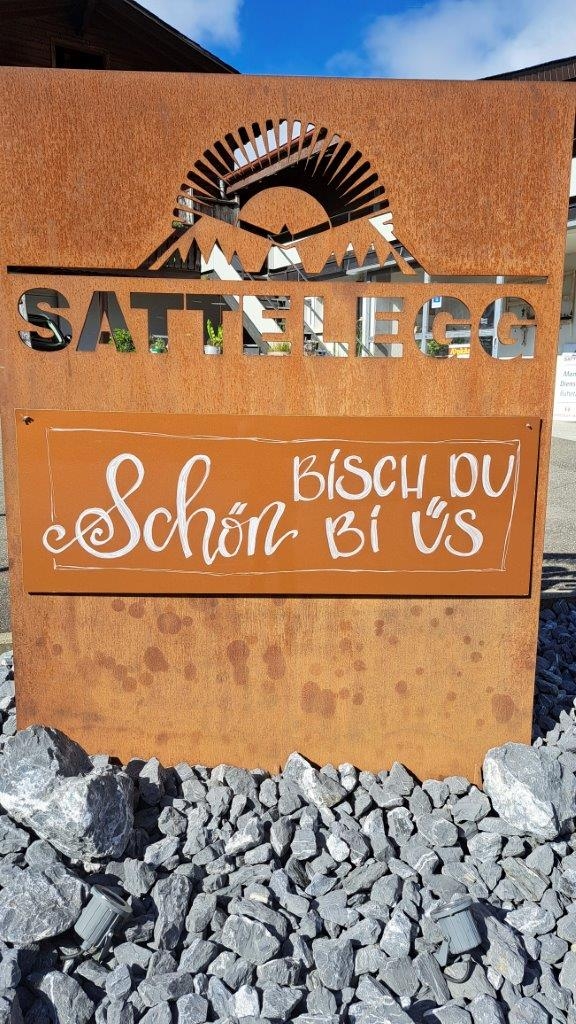 SATTELEGG
Schön BISCH DU
BI ÜS